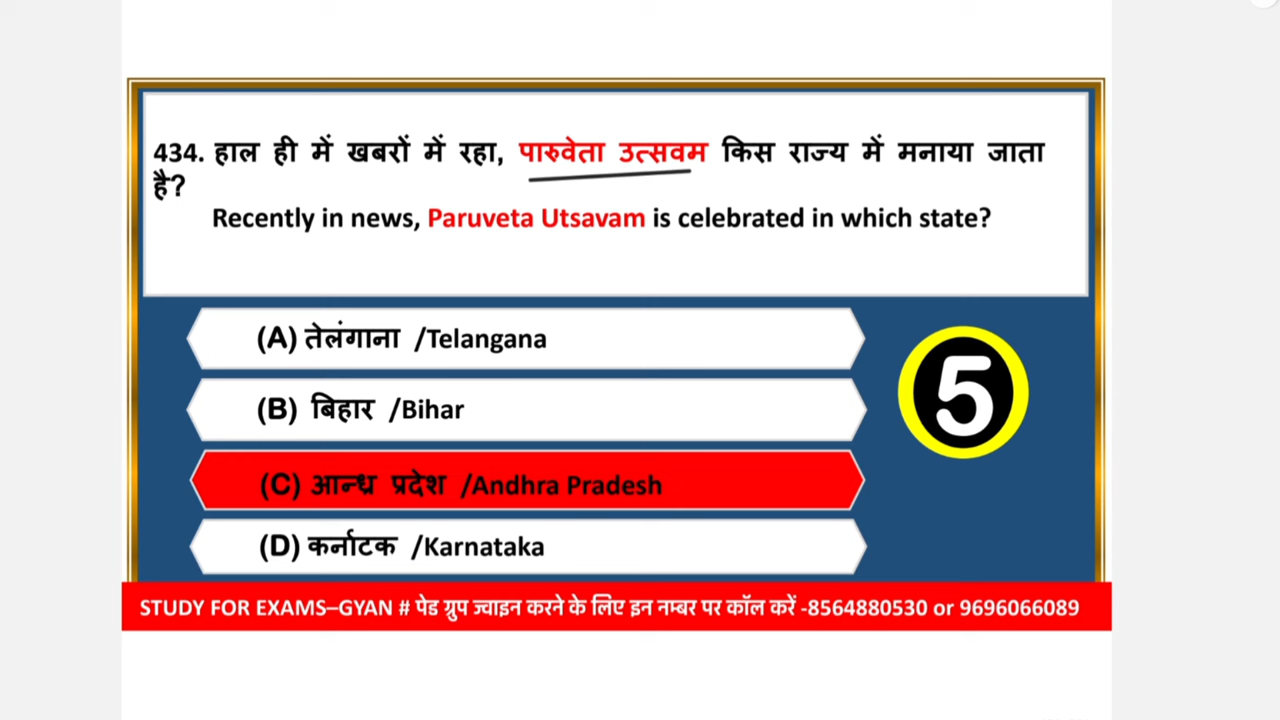 434. हाल ही में खबरों में रहा, पारुवेता उत्सवम किस राज्य में मनाया जाता
है?
Recently in news, Paruveta Utsavam is celebrated in which state?
(A) तेलंगाना /Telangana
(B) बिहार /Bihar
(C) आन्ध्र प्रदेश /Andhra Pradesh
(D) कर्नाटक /Karnataka
5
STUDY FOR EXAMS–GYAN # पेड ग्रुप ज्वाइन करने के लिए इन नम्बर पर कॉल करें -8564880530 or 9696066089